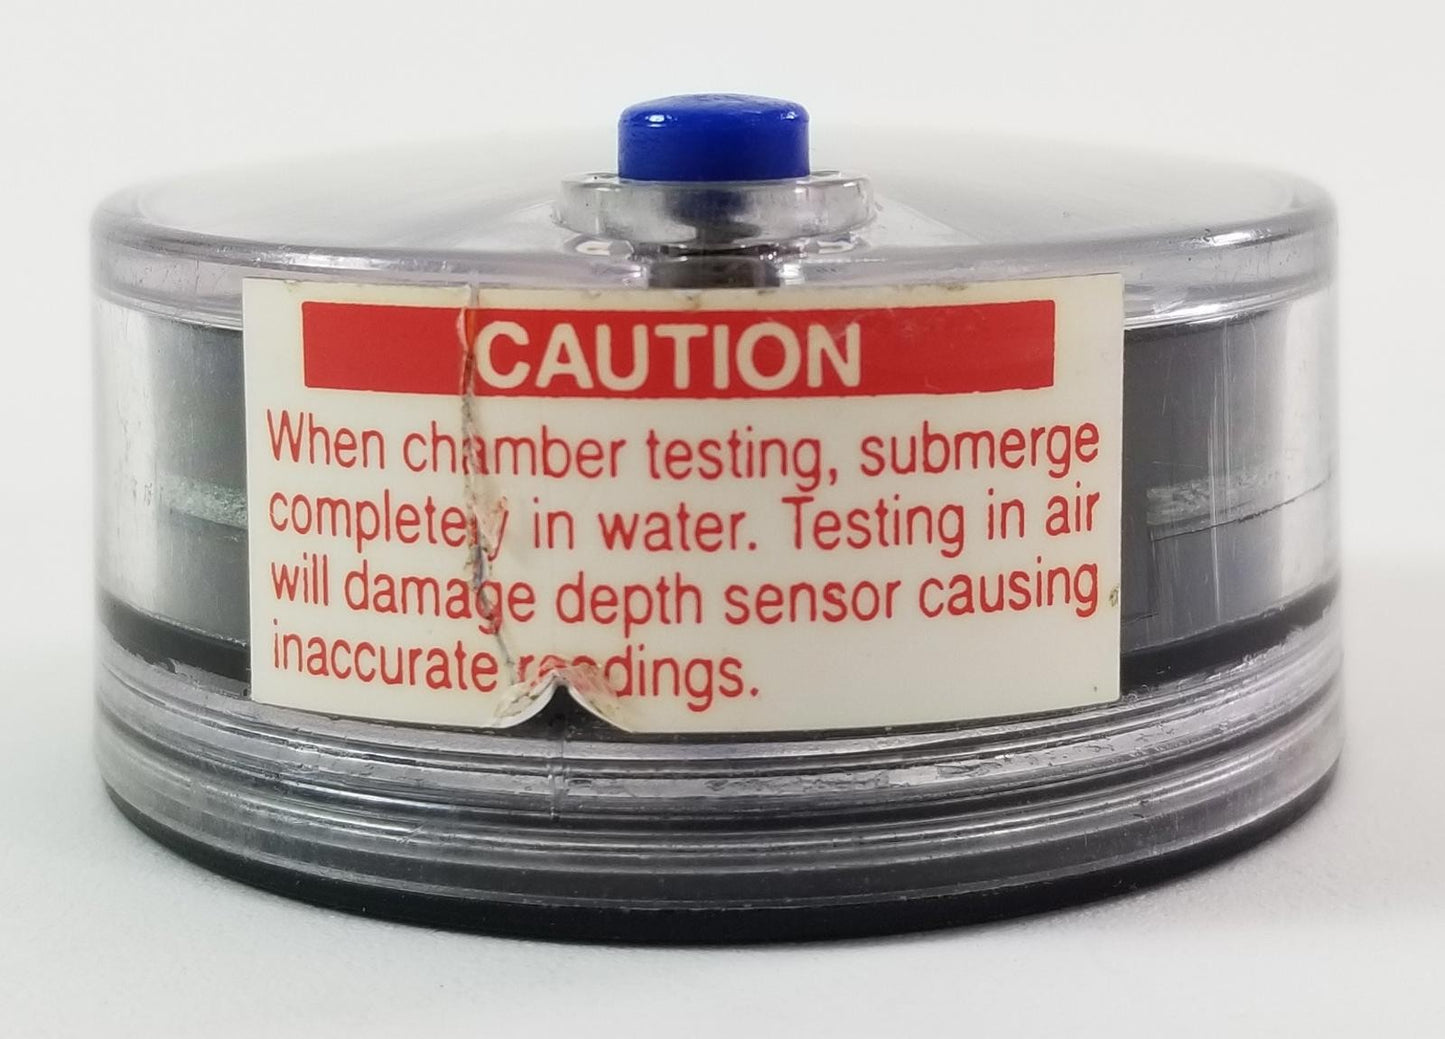 CAUTION
When chamber testing, submerge
completely in water. Testing in air
will damage depth sensor causing
inaccurate readings.